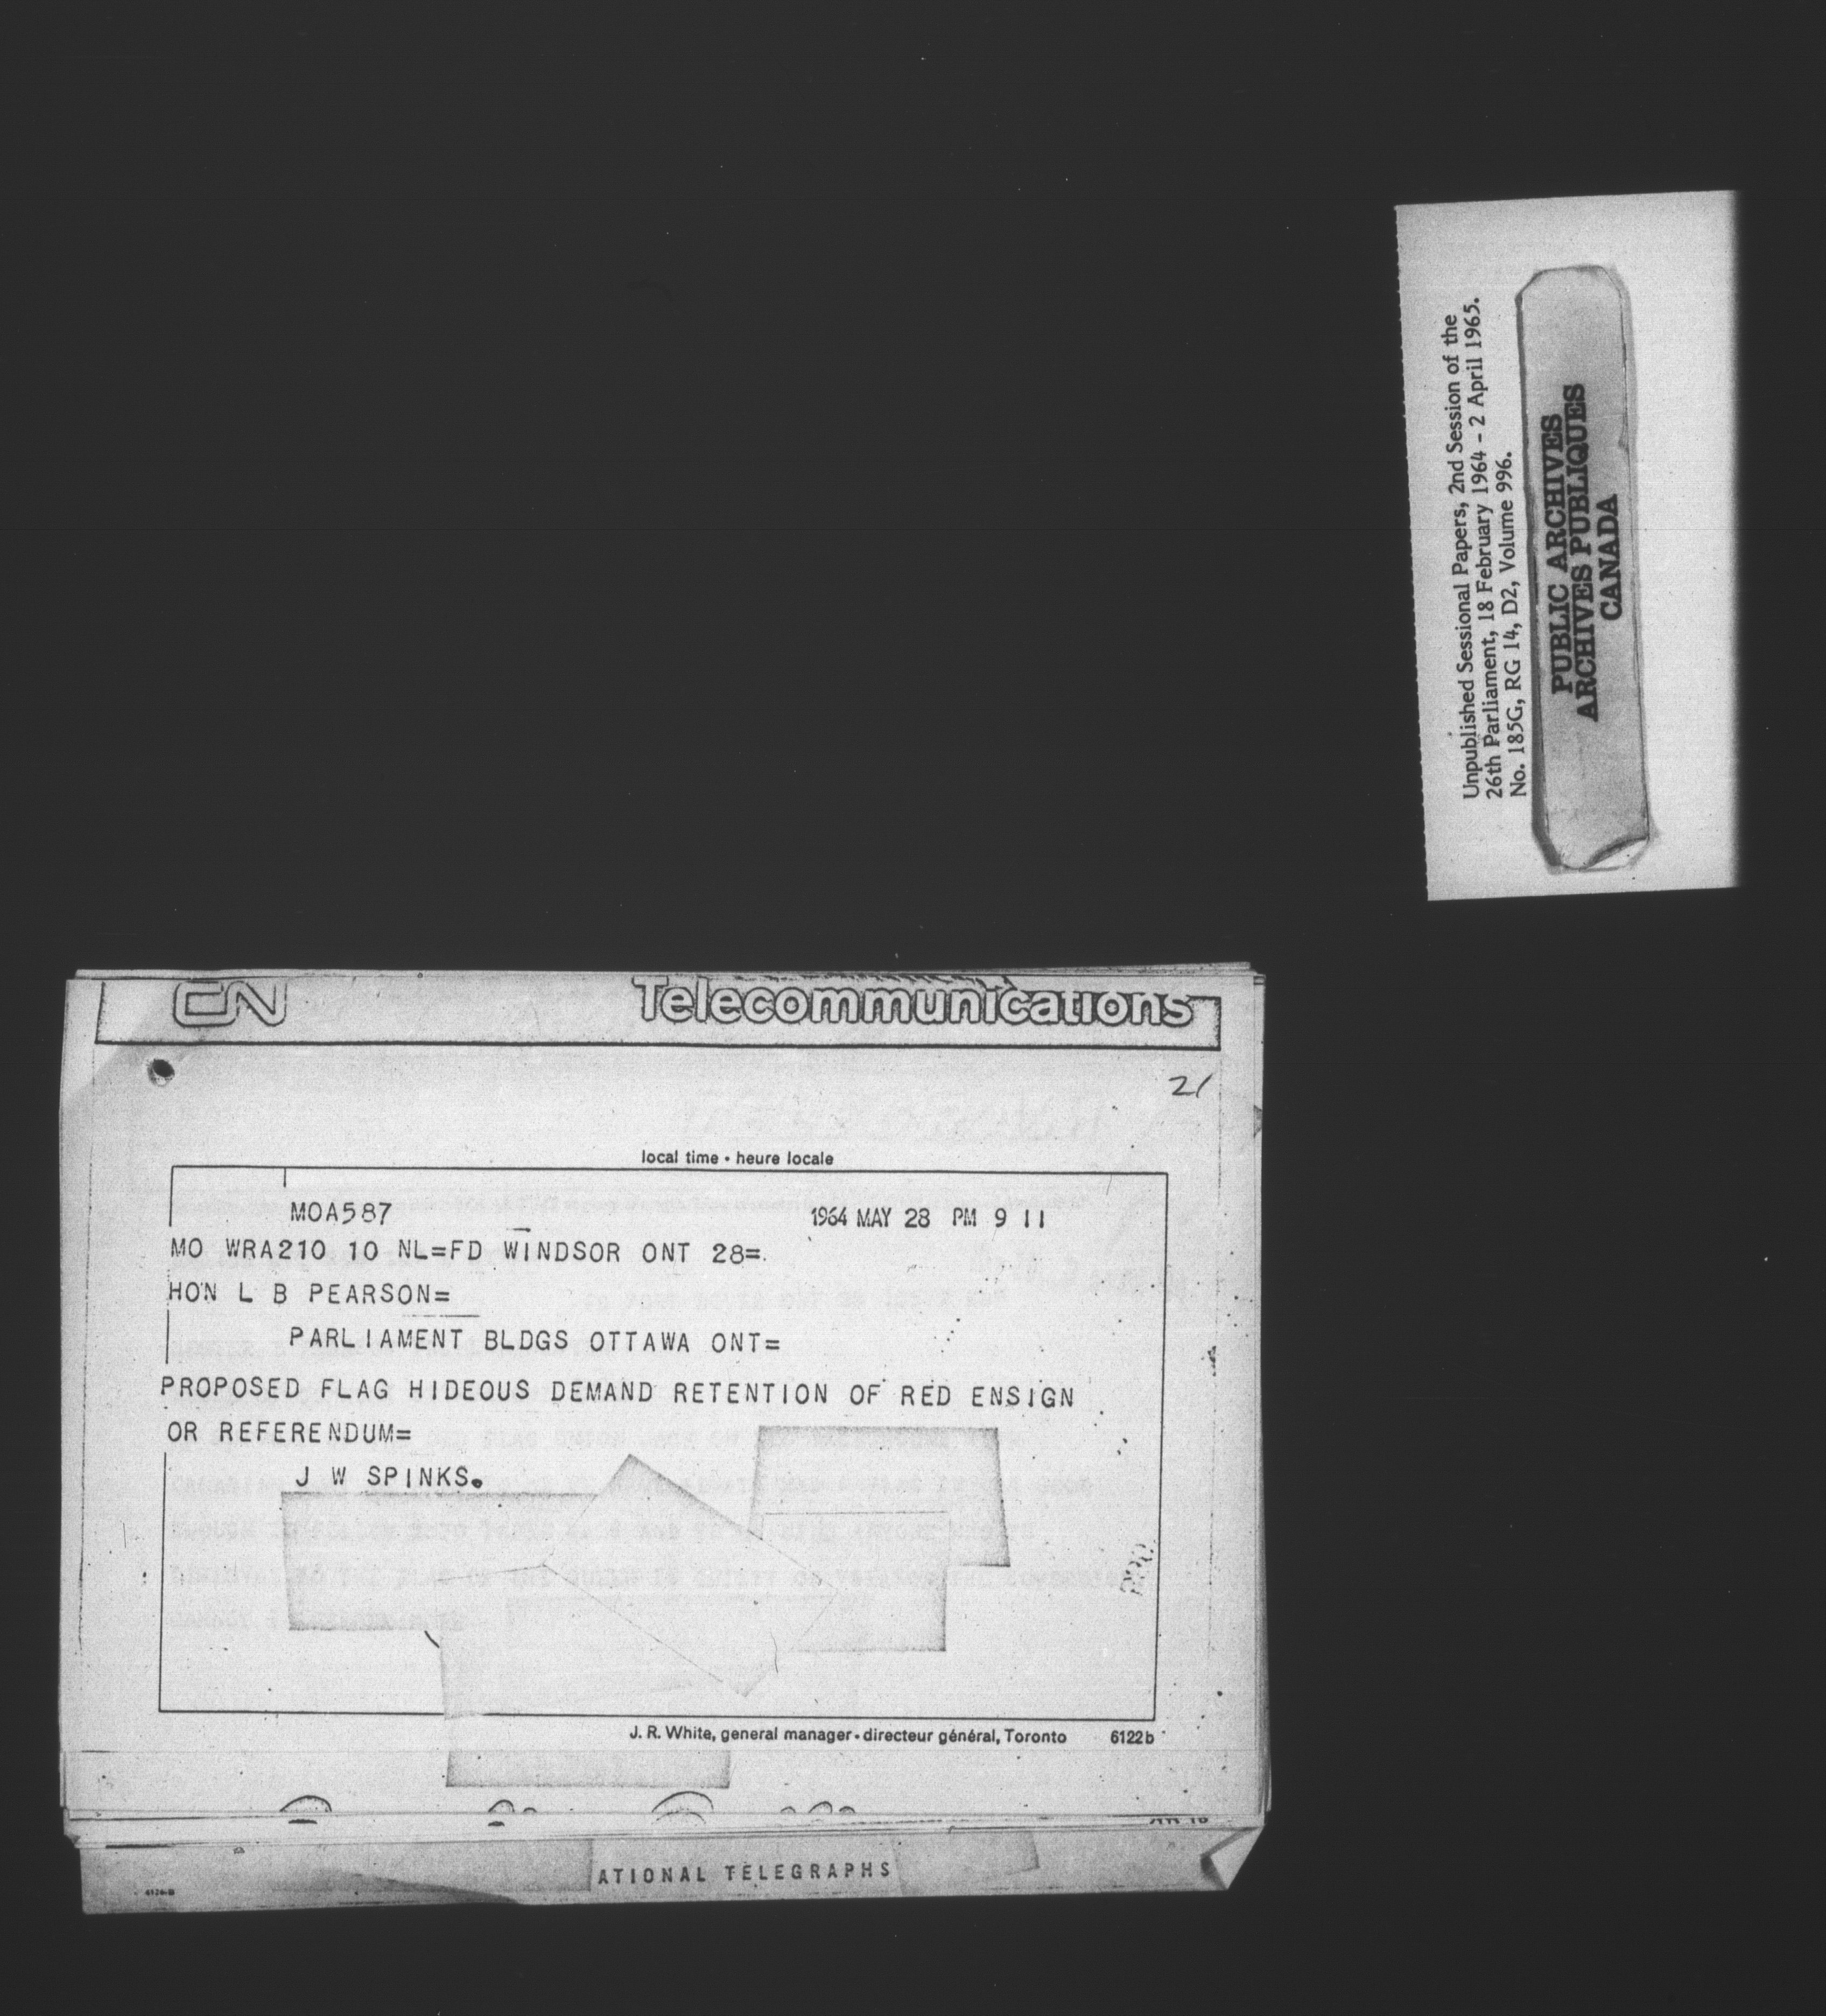 Unpublished Sessional Papers, 2nd Session of the
26th Parliament, 18 February 1964 - 2 April 1965.
No. 185G, RG 14, D2, Volume 996.
PUBLIC ARCHIVES
ARCHIVES PUBLIQUES
CANADA
CN Telecommunications
21
local time • heure locale
MOA587 1964 MAY 28 PM 9 11
MO WRA210 10 NL=FD WINDSOR ONT 28=
HON L B PEARSON=
PARLIAMENT BLDGS OTTAWA ONT=
PROPOSED FLAG HIDEOUS DEMAND RETENTION OF RED ENSIGN
OR REFERENDUM=
J W SPINKS.
J. R. White, general manager • directeur général, Toronto 6122b
ATIONAL TELEGRAPHS